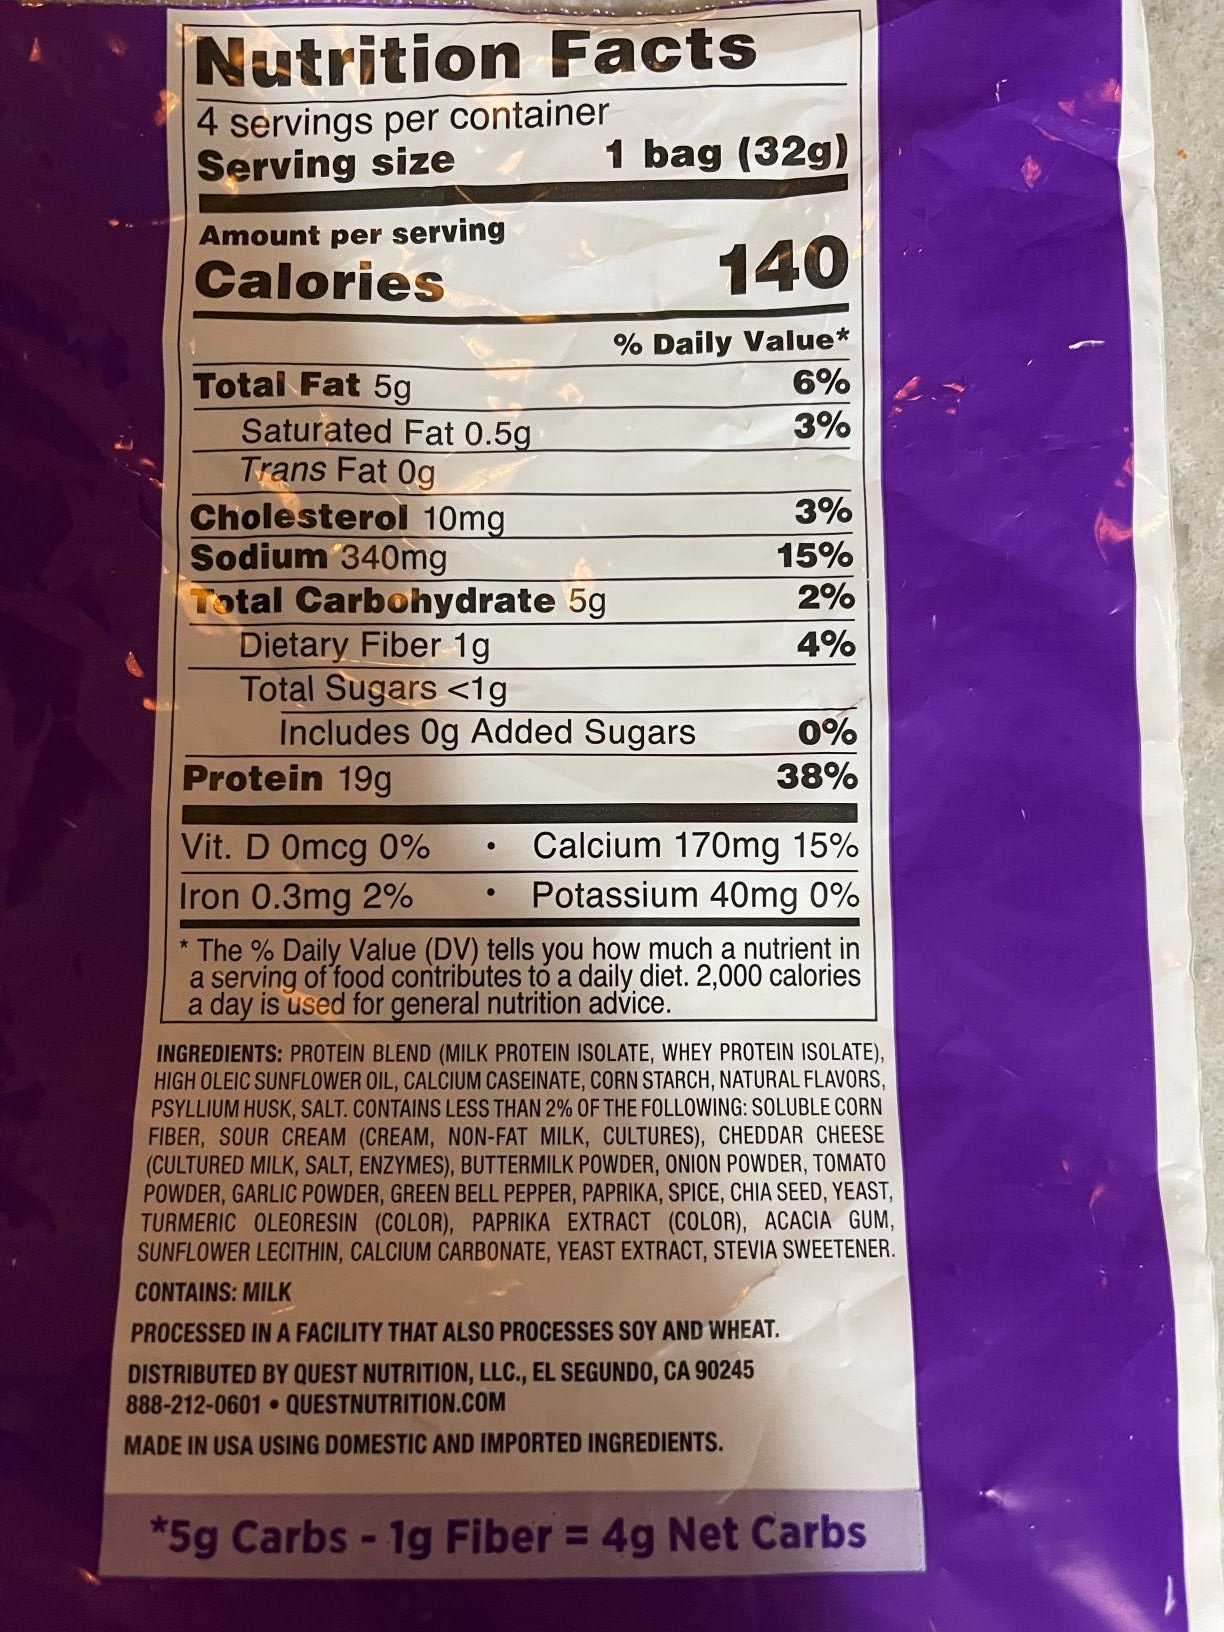 Nutrition Facts
4 servings per container
Serving size 1 bag (32g)
Amount per serving
Calories 140
% Daily Value*
Total Fat 5g 6%
Saturated Fat 0.5g 3%
Trans Fat 0g
Cholesterol 10mg 3%
Sodium 340mg 15%
Total Carbohydrate 5g 2%
Dietary Fiber 1g 4%
Total Sugars <1g
Includes 0g Added Sugars 0%
Protein 19g 38%
Vit. D 0mcg 0% • Calcium 170mg 15%
Iron 0.3mg 2% • Potassium 40mg 0%
* The % Daily Value (DV) tells you how much a nutrient in
a serving of food contributes to a daily diet. 2,000 calories
a day is used for general nutrition advice.
INGREDIENTS: PROTEIN BLEND (MILK PROTEIN ISOLATE, WHEY PROTEIN ISOLATE),
HIGH OLEIC SUNFLOWER OIL, CALCIUM CASEINATE, CORN STARCH, NATURAL FLAVORS,
PSYLLIUM HUSK, SALT. CONTAINS LESS THAN 2% OF THE FOLLOWING: SOLUBLE CORN
FIBER, SOUR CREAM (CREAM, NON-FAT MILK, CULTURES), CHEDDAR CHEESE
(CULTURED MILK, SALT, ENZYMES), BUTTERMILK POWDER, ONION POWDER, TOMATO
POWDER, GARLIC POWDER, GREEN BELL PEPPER, PAPRIKA, SPICE, CHIA SEED, YEAST,
TURMERIC OLEORESIN (COLOR), PAPRIKA EXTRACT (COLOR), ACACIA GUM,
SUNFLOWER LECITHIN, CALCIUM CARBONATE, YEAST EXTRACT, STEVIA SWEETENER.
CONTAINS: MILK
PROCESSED IN A FACILITY THAT ALSO PROCESSES SOY AND WHEAT.
DISTRIBUTED BY QUEST NUTRITION, LLC., EL SEGUNDO, CA 90245
888-212-0601 • QUESTNUTRITION.COM
MADE IN USA USING DOMESTIC AND IMPORTED INGREDIENTS.
*5g Carbs - 1g Fiber = 4g Net Carbs